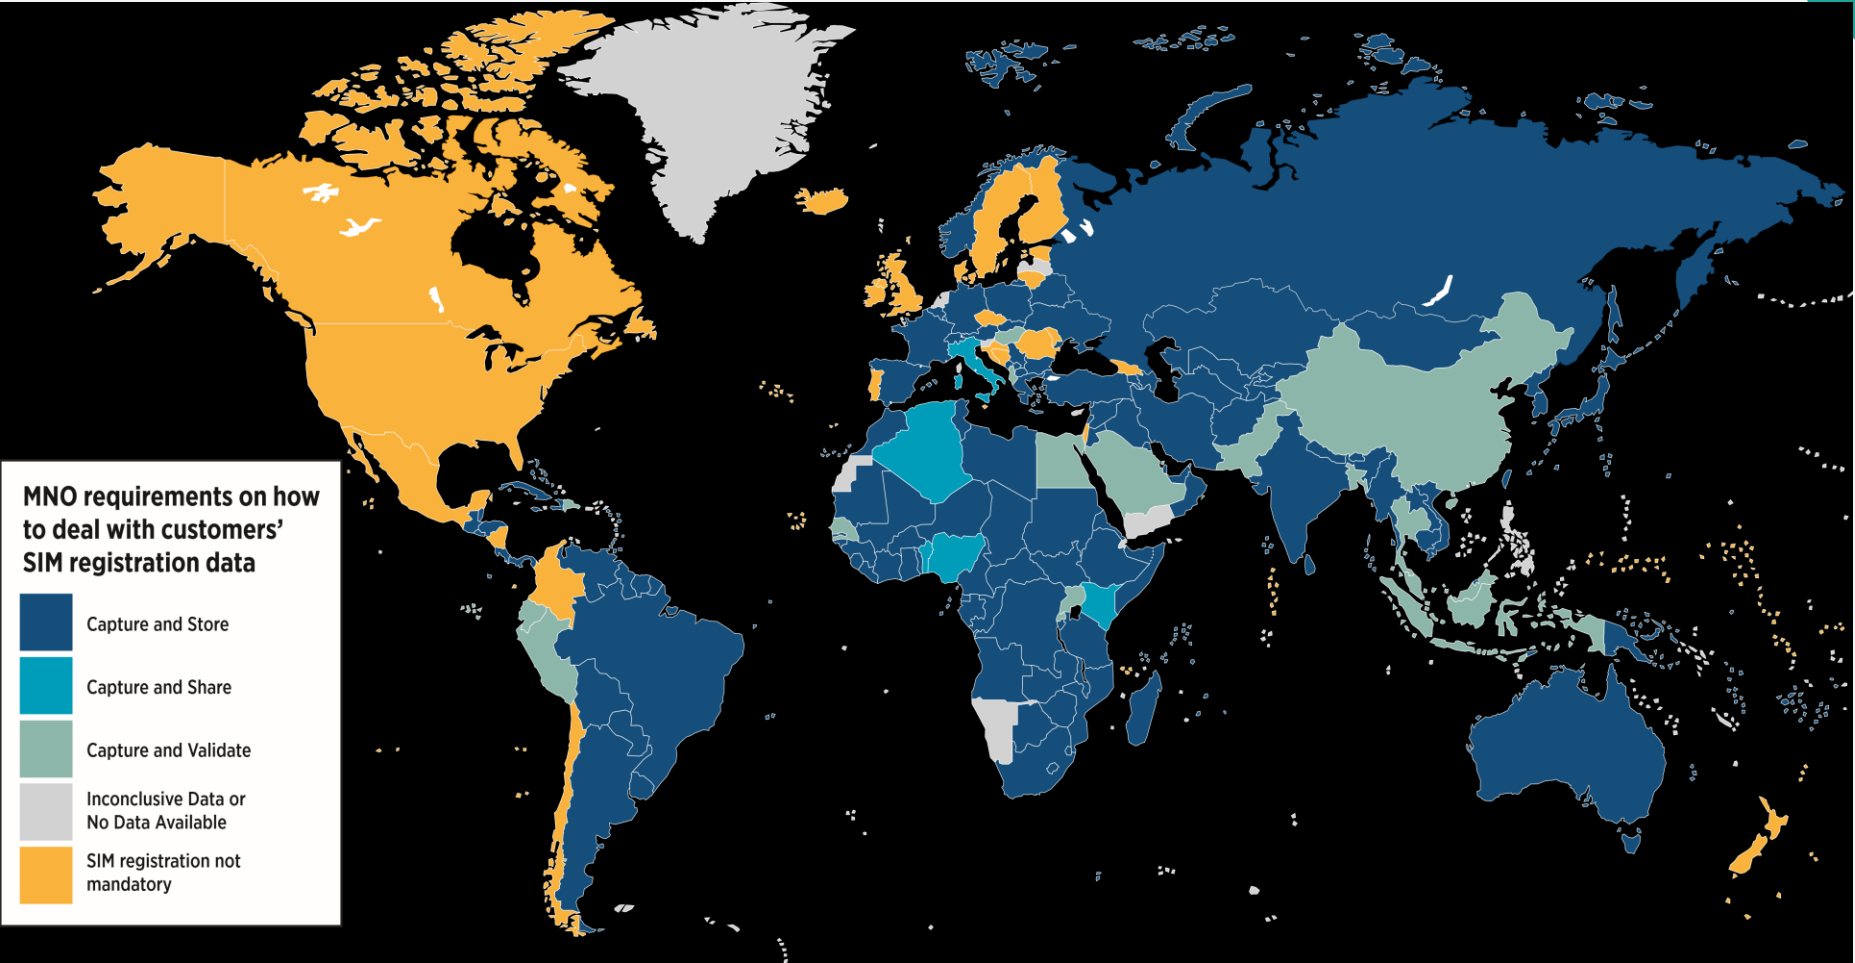 MNO requirements on how
to deal with customers’
SIM registration data
Capture and Store
Capture and Share
Capture and Validate
Inconclusive Data or
No Data Available
SIM registration not
mandatory